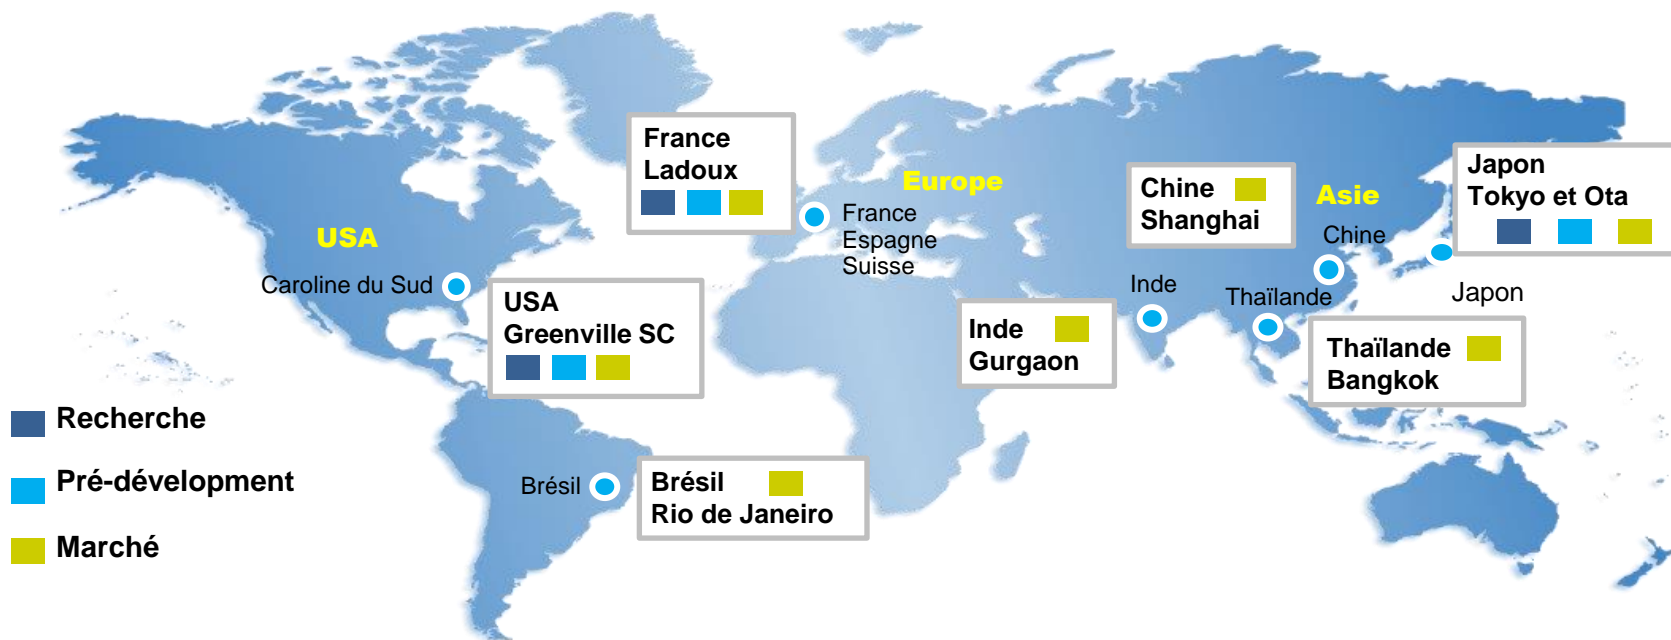 France
Ladoux
Europe
France
Espagne
Suisse
USA
Caroline du Sud
USA
Greenville SC
Chine
Shanghai
Asie
Chine
Japon
Tokyo et Ota
Japon
Inde
Thaïlande
Inde
Gurgaon
Thaïlande
Bangkok
Brésil
Brésil
Rio de Janeiro
Recherche
Pré-dévelopment
Marché